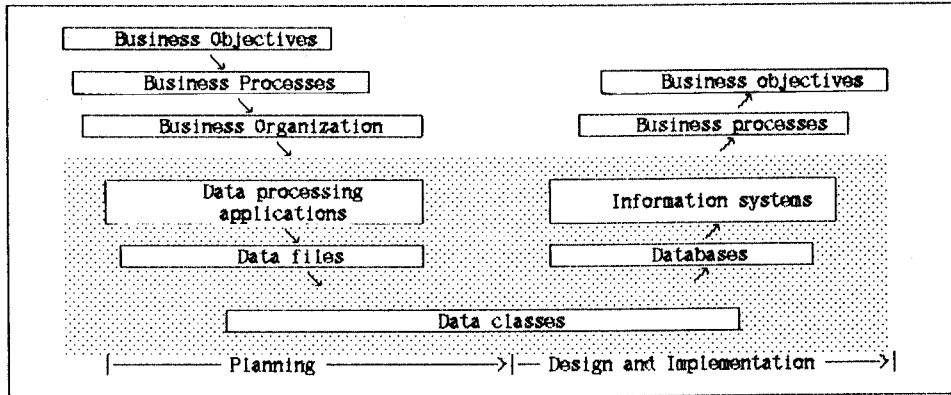 Business Objectives
Business Processes
Business Organization
Data processing
applications
Data files
Data classes
Business objectives
Business processes
Information systems
Databases
Planning
Design and Implementation